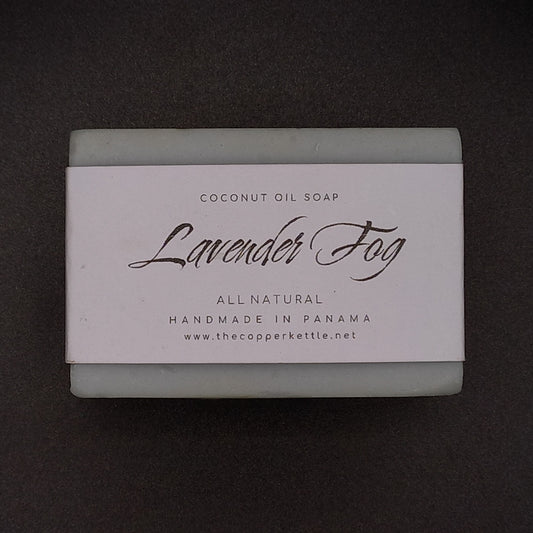 COCONUT OIL SOAP
Lavender Fog
ALL NATURAL
HANDMADE IN PANAMA
www.thecopperkettle.net